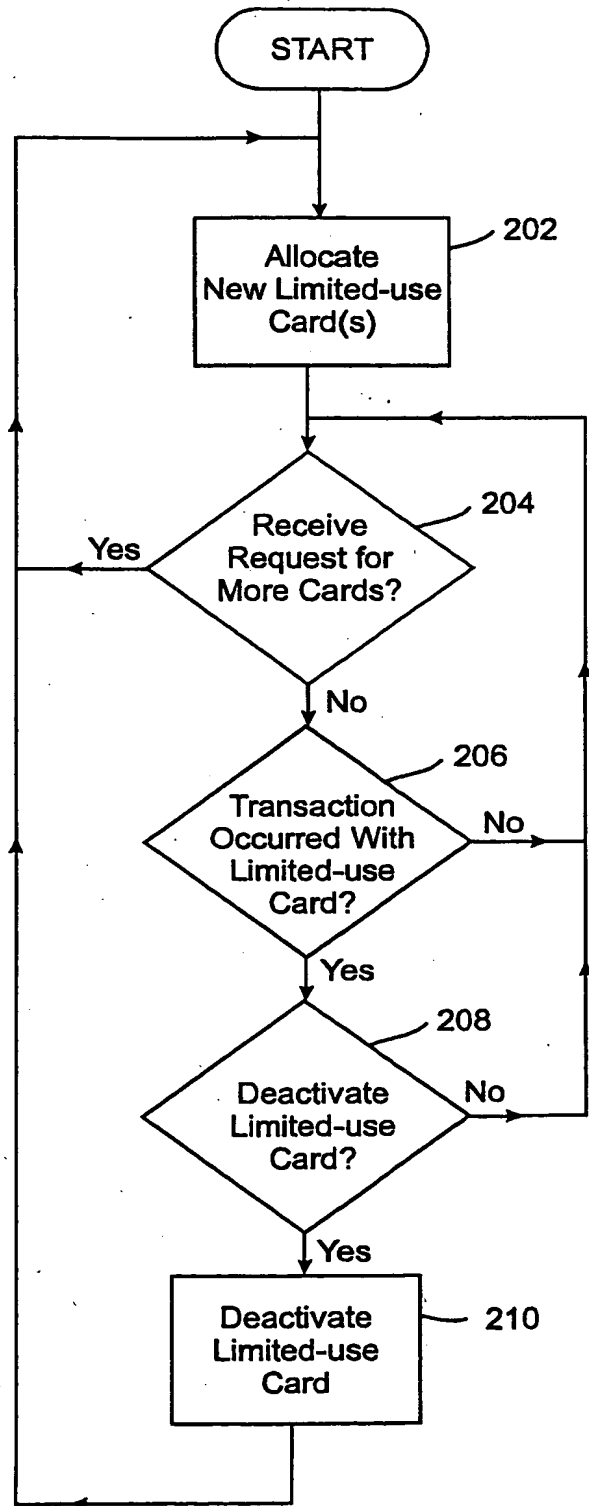 START
202
Allocate
New Limited-use
Card(s)
204
Receive
Request for
More Cards?
Yes
No
206
Transaction
Occurred With
Limited-use
Card?
No
Yes
208
Deactivate
Limited-use
Card?
No
Yes
210
Deactivate
Limited-use
Card